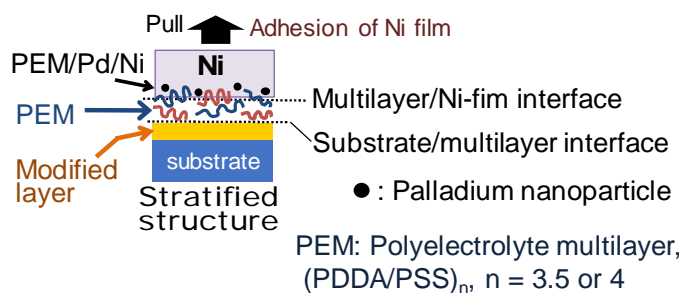 Pull
Adhesion of Ni film
PEM/Pd/Ni
Ni
PEM
Multilayer/Ni-fim interface
Substrate/multilayer interface
Modified
layer
substrate
Stratified
structure
● : Palladium nanoparticle
PEM: Polyelectrolyte multilayer,
(PDDA/PSS)n, n = 3.5 or 4